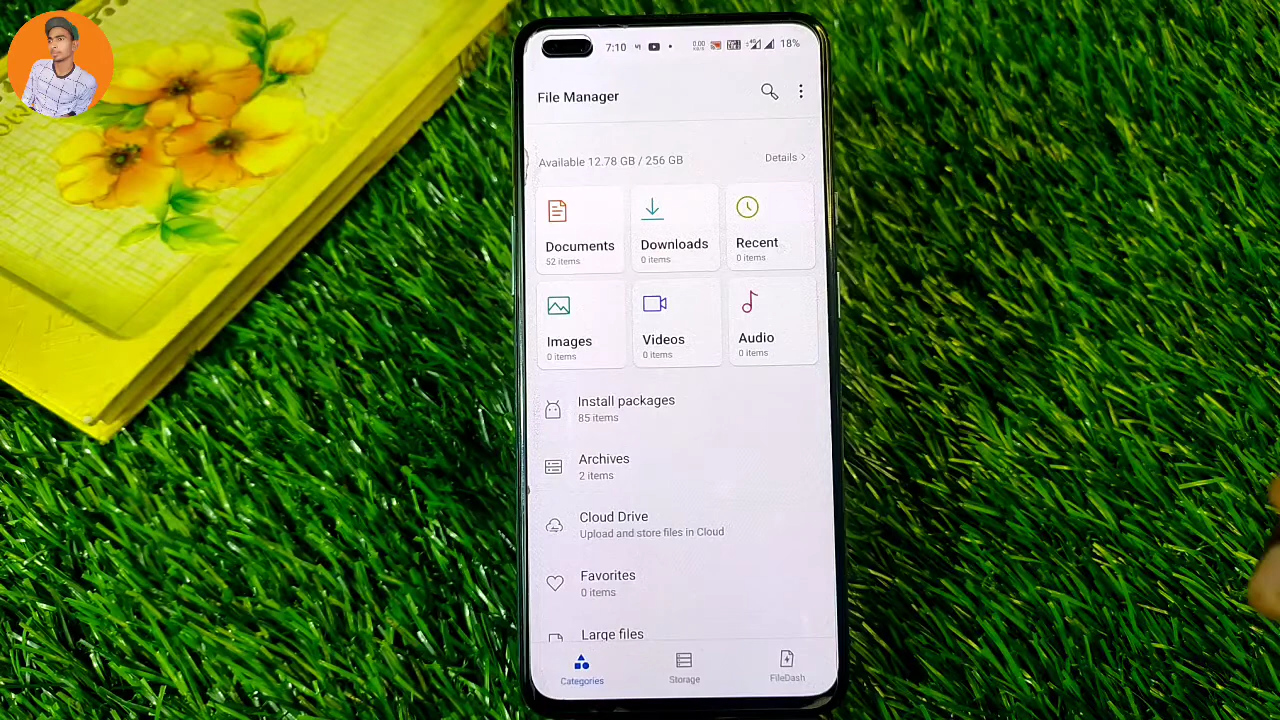 7:10
18%
File Manager
Available 12.78 GB / 256 GB
Details >
Documents
52 items
Downloads
0 items
Recent
0 items
Images
0 items
Videos
0 items
Audio
0 items
Install packages
85 items
Archives
2 items
Cloud Drive
Upload and store files in Cloud
Favorites
0 items
Large files
Categories
Storage
FileDash